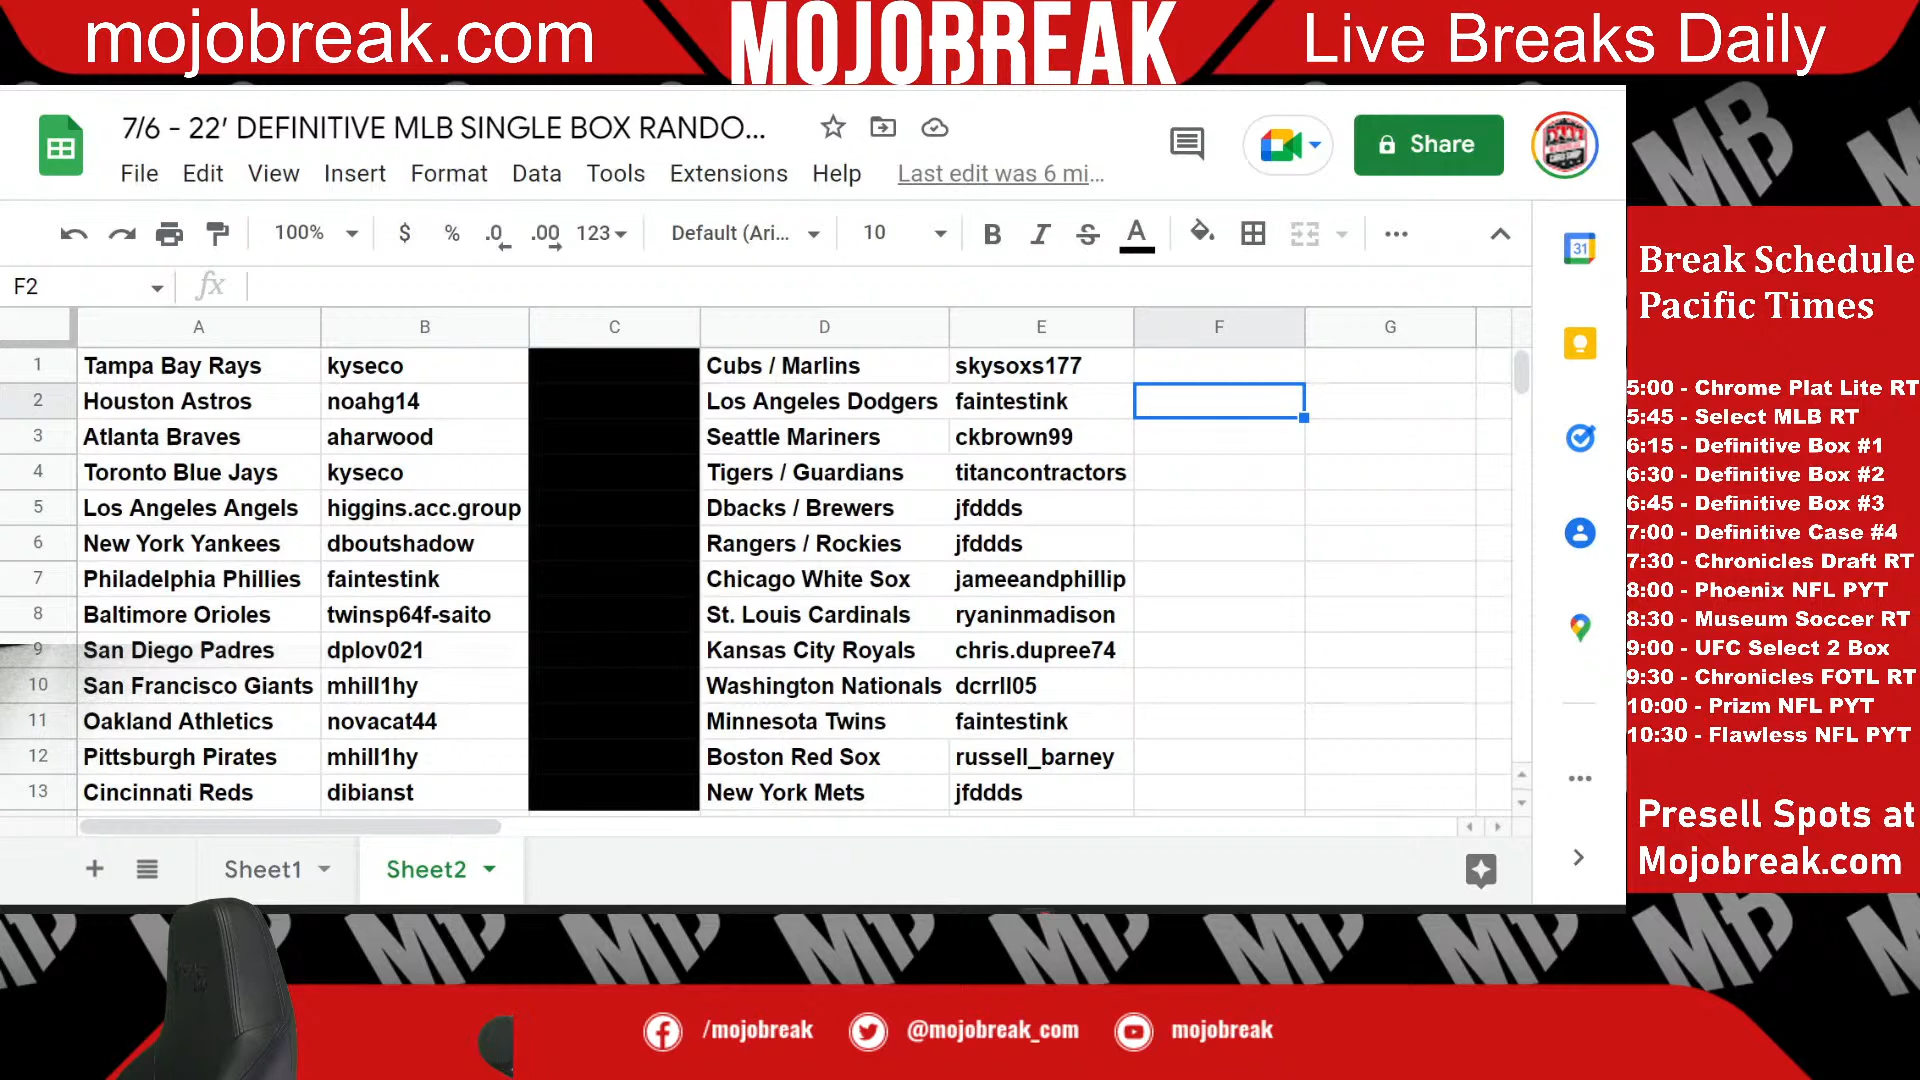 mojobreak.com
MOJOBREAK
Live Breaks Daily
7/6 - 22' DEFINITIVE MLB SINGLE BOX RANDO...
Share
File Edit View Insert Format Data Tools Extensions Help Last edit was 6 mi...
100% $ % .0 .00 123 Default (Ari... 10 B I S A
F2 fx
A B C D E F G
1 Tampa Bay Rays kyseco Cubs / Marlins skysoxs177
2 Houston Astros noahg14 Los Angeles Dodgers faintestink
3 Atlanta Braves aharwood Seattle Mariners ckbrown99
4 Toronto Blue Jays kyseco Tigers / Guardians titancontractors
5 Los Angeles Angels higgins.acc.group Dbacks / Brewers jfddds
6 New York Yankees dboutshadow Rangers / Rockies jfddds
7 Philadelphia Phillies faintestink Chicago White Sox jameeandphillip
8 Baltimore Orioles twinsp64f-saito St. Louis Cardinals ryaninmadison
9 San Diego Padres dplov021 Kansas City Royals chris.dupree74
10 San Francisco Giants mhill1hy Washington Nationals dcrrll05
11 Oakland Athletics novacat44 Minnesota Twins faintestink
12 Pittsburgh Pirates mhill1hy Boston Red Sox russell_barney
13 Cincinnati Reds dibianst New York Mets jfddds
Sheet1 Sheet2
31
Break Schedule
Pacific Times
5:00 - Chrome Plat Lite RT
5:45 - Select MLB RT
6:15 - Definitive Box #1
6:30 - Definitive Box #2
6:45 - Definitive Box #3
7:00 - Definitive Case #4
7:30 - Chronicles Draft RT
8:00 - Phoenix NFL PYT
8:30 - Museum Soccer RT
9:00 - UFC Select 2 Box
9:30 - Chronicles FOTL RT
10:00 - Prizm NFL PYT
10:30 - Flawless NFL PYT
Presell Spots at
Mojobreak.com
/mojobreak @mojobreak_com mojobreak